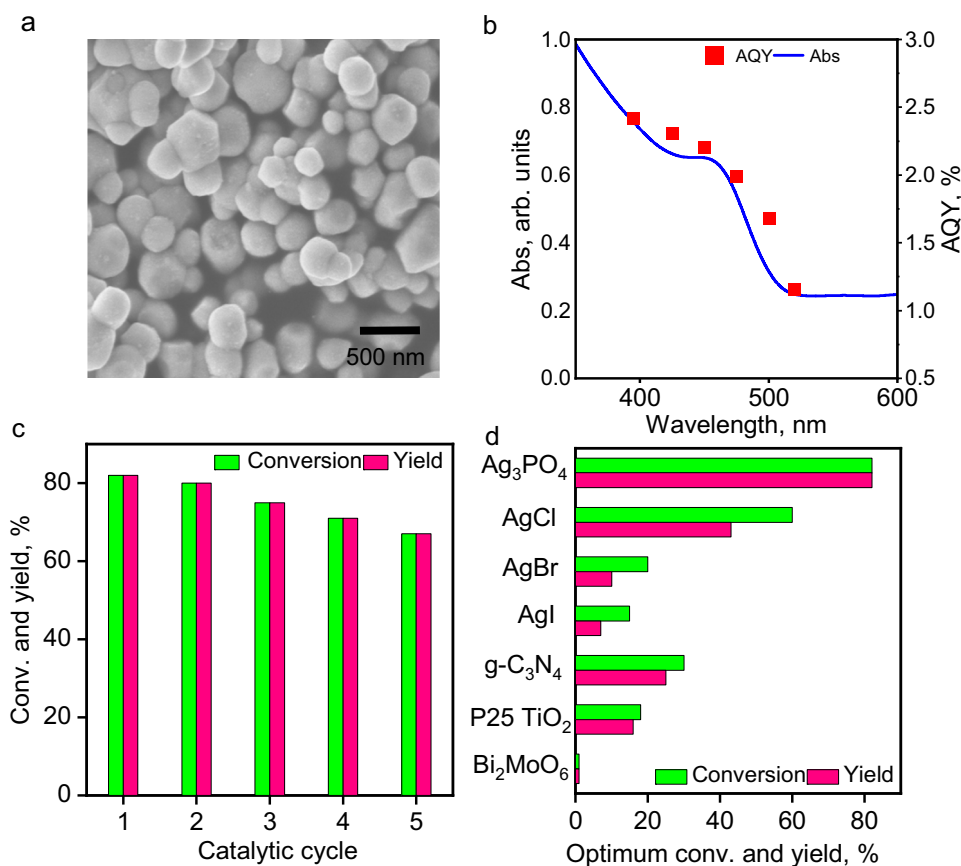 a
500 nm
b
AQY
Abs
1.0
0.8
0.6
0.4
0.2
0.0
Abs, arb. units
3.0
2.5
2.0
1.5
1.0
0.5
AQY, %
400
500
600
Wavelength, nm
c
Conversion
Yield
80
60
40
20
0
Conv. and yield, %
1
2
3
4
5
Catalytic cycle
d
Ag₃PO₄
AgCl
AgBr
AgI
g-C₃N₄
P25 TiO₂
Bi₂MoO₆
Conversion
Yield
0
20
40
60
80
Optimum conv. and yield, %